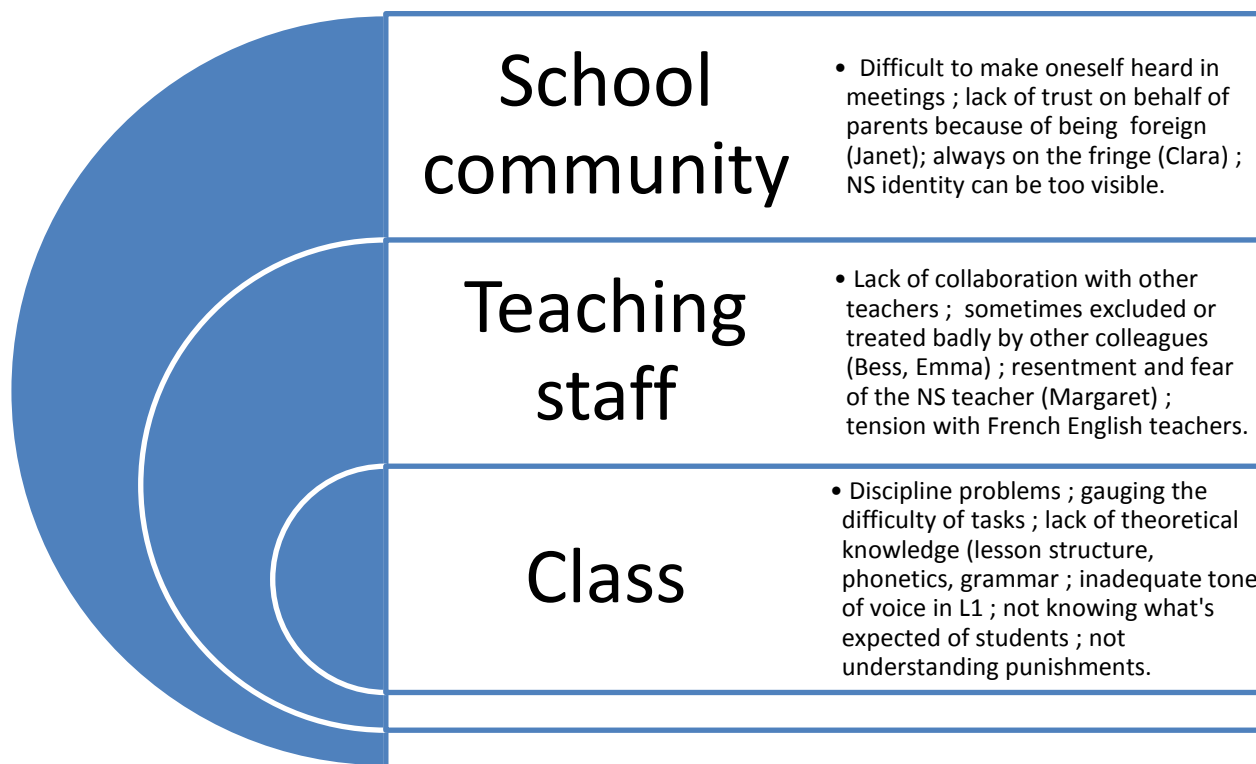 School
community
• Difficult to make oneself heard in
meetings ; lack of trust on behalf of
parents because of being foreign
(Janet); always on the fringe (Clara) ;
NS identity can be too visible.
Teaching
staff
• Lack of collaboration with other
teachers ; sometimes excluded or
treated badly by other colleagues
(Bess, Emma) ; resentment and fear
of the NS teacher (Margaret) ;
tension with French English teachers.
Class
• Discipline problems ; gauging the
difficulty of tasks ; lack of theoretical
knowledge (lesson structure,
phonetics, grammar ; inadequate tone
of voice in L1 ; not knowing what's
expected of students ; not
understanding punishments.